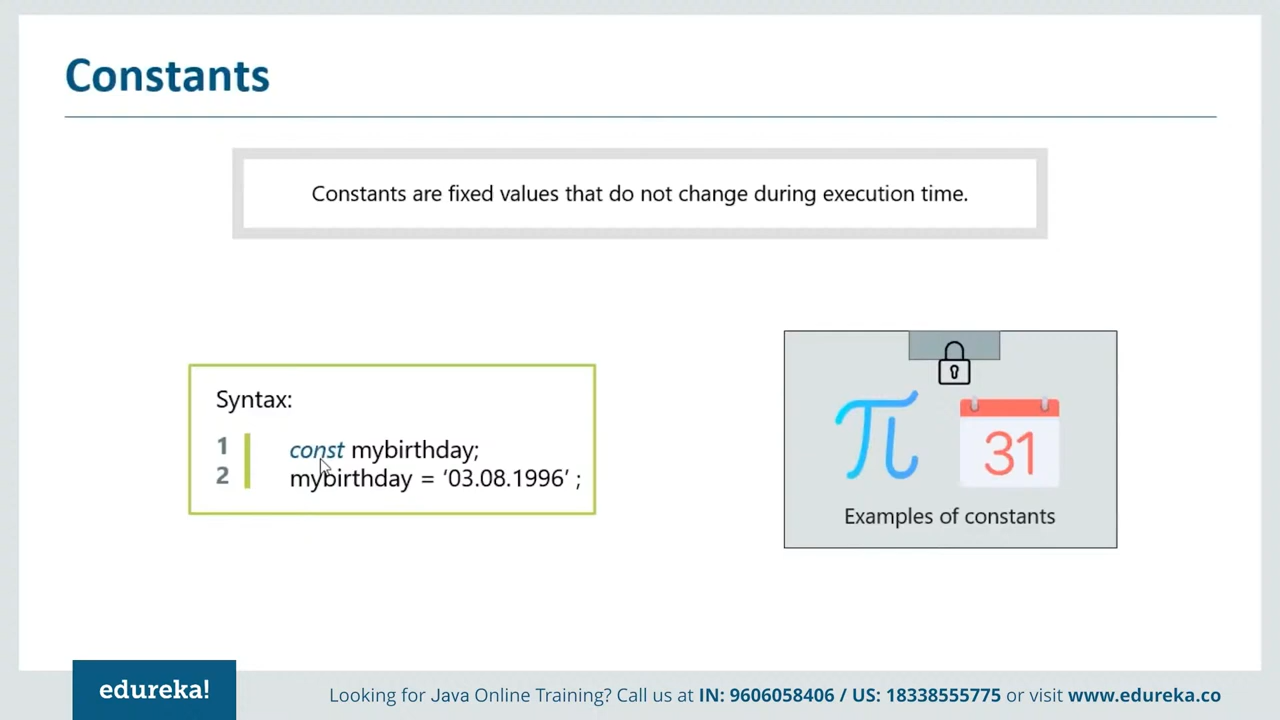 Constants
Constants are fixed values that do not change during execution time.
Syntax:
1 const mybirthday;
2 mybirthday = ‘03.08.1996’ ;
π
31
Examples of constants
edureka!
Looking for Java Online Training? Call us at IN: 9606058406 / US: 18338555775 or visit www.edureka.co